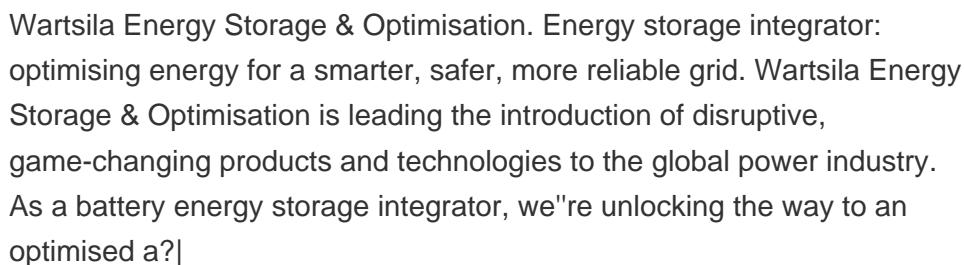 Wartsila Energy Storage & Optimisation. Energy storage integrator:
optimising energy for a smarter, safer, more reliable grid. Wartsila Energy
Storage & Optimisation is leading the introduction of disruptive,
game-changing products and technologies to the global power industry.
As a battery energy storage integrator, we''re unlocking the way to an
optimised a?|